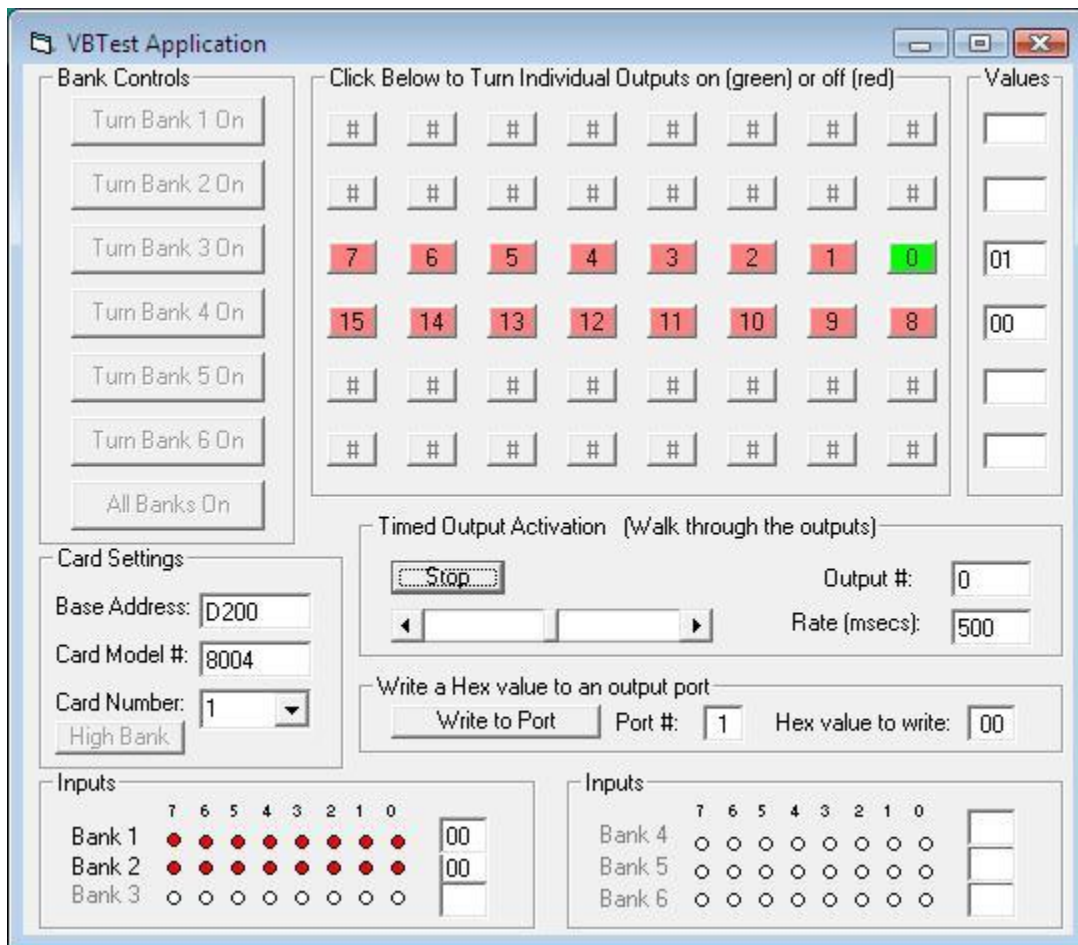 VBTest Application
Bank Controls
Turn Bank 1 On
Turn Bank 2 On
Turn Bank 3 On
Turn Bank 4 On
Turn Bank 5 On
Turn Bank 6 On
All Banks On
Click Below to Turn Individual Outputs on (green) or off (red)
# # # # # # # #
# # # # # # # #
7 6 5 4 3 2 1 0
15 14 13 12 11 10 9 8
# # # # # # # #
# # # # # # # #
Values
01
00
Card Settings
Base Address: D200
Card Model #: 8004
Card Number: 1
High Bank
Timed Output Activation (Walk through the outputs)
Stop
Output #: 0
Rate (msecs): 500
Write a Hex value to an output port
Write to Port Port #: 1 Hex value to write: 00
Inputs
7 6 5 4 3 2 1 0
Bank 1 00
Bank 2 00
Bank 3
Inputs
7 6 5 4 3 2 1 0
Bank 4
Bank 5
Bank 6